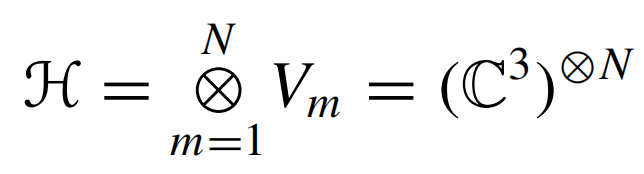 ℋ = ⊗_{m=1}^{N} V_m = (ℂ^3)^{⊗N}